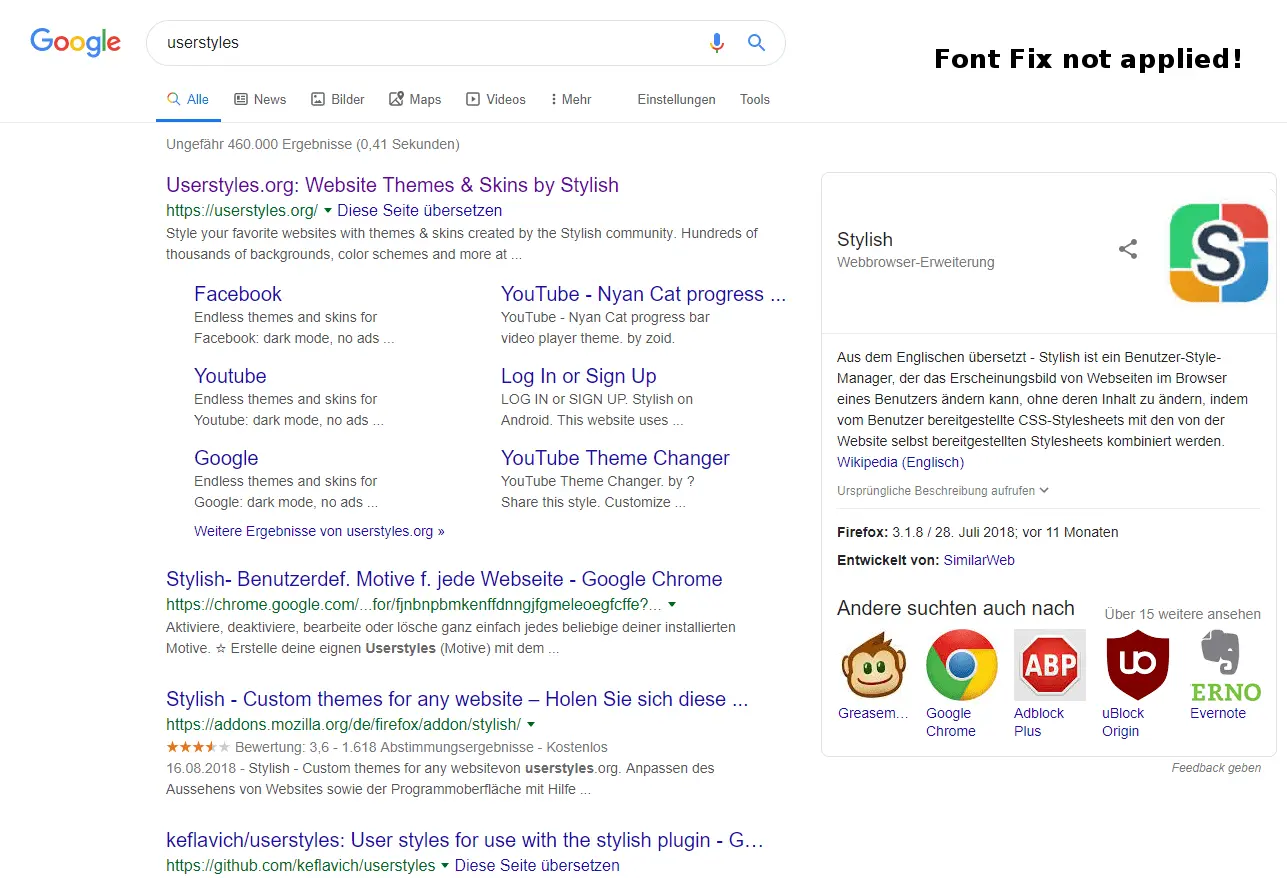 Google
userstyles
Font Fix not applied!
Alle News Bilder Maps Videos Mehr Einstellungen Tools
Ungefähr 460.000 Ergebnisse (0,41 Sekunden)
Userstyles.org: Website Themes & Skins by Stylish
https://userstyles.org/ ▼ Diese Seite übersetzen
Style your favorite websites with themes & skins created by the Stylish community. Hundreds of
thousands of backgrounds, color schemes and more at ...
Facebook
Endless themes and skins for
Facebook: dark mode, no ads ...
YouTube - Nyan Cat progress ...
YouTube - Nyan Cat progress bar
video player theme. by zoid.
Youtube
Endless themes and skins for
Youtube: dark mode, no ads ...
Log In or Sign Up
LOG IN or SIGN UP. Stylish on
Android. This website uses ...
Google
Endless themes and skins for
Google: dark mode, no ads ...
YouTube Theme Changer
YouTube Theme Changer. by ?
Share this style. Customize ...
Weitere Ergebnisse von userstyles.org »
Stylish- Benutzerdef. Motive f. jede Webseite - Google Chrome
https://chrome.google.com/...for/fjnbnpbmkenffdnngjfgmeleoegfcffe?... ▼
Aktiviere, deaktiviere, bearbeite oder lösche ganz einfach jedes beliebige deiner installierten
Motive. ☆ Erstelle deine eignen Userstyles (Motive) mit dem ...
Stylish - Custom themes for any website – Holen Sie sich diese ...
https://addons.mozilla.org/de/firefox/addon/stylish/ ▼
Bewertung: 3,6 - 1.618 Abstimmungsergebnisse - Kostenlos
16.08.2018 - Stylish - Custom themes for any websitevon userstyles.org. Anpassen des
Aussehens von Websites sowie der Programmoberfläche mit Hilfe ...
keflavich/userstyles: User styles for use with the stylish plugin - G...
https://github.com/keflavich/userstyles ▼ Diese Seite übersetzen
Stylish
Webbrowser-Erweiterung
S
Aus dem Englischen übersetzt - Stylish ist ein Benutzer-Style-
Manager, der das Erscheinungsbild von Webseiten im Browser
eines Benutzers ändern kann, ohne deren Inhalt zu ändern, indem
vom Benutzer bereitgestellte CSS-Stylesheets mit den von der
Website selbst bereitgestellten Stylesheets kombiniert werden.
Wikipedia (Englisch)
Ursprüngliche Beschreibung aufrufen
Firefox: 3.1.8 / 28. Juli 2018; vor 11 Monaten
Entwickelt von: SimilarWeb
Andere suchten auch nach
Über 15 weitere ansehen
ABP
UO
ERNO
Greasem...
Google
Chrome
Adblock
Plus
uBlock
Origin
Evernote
Feedback geben